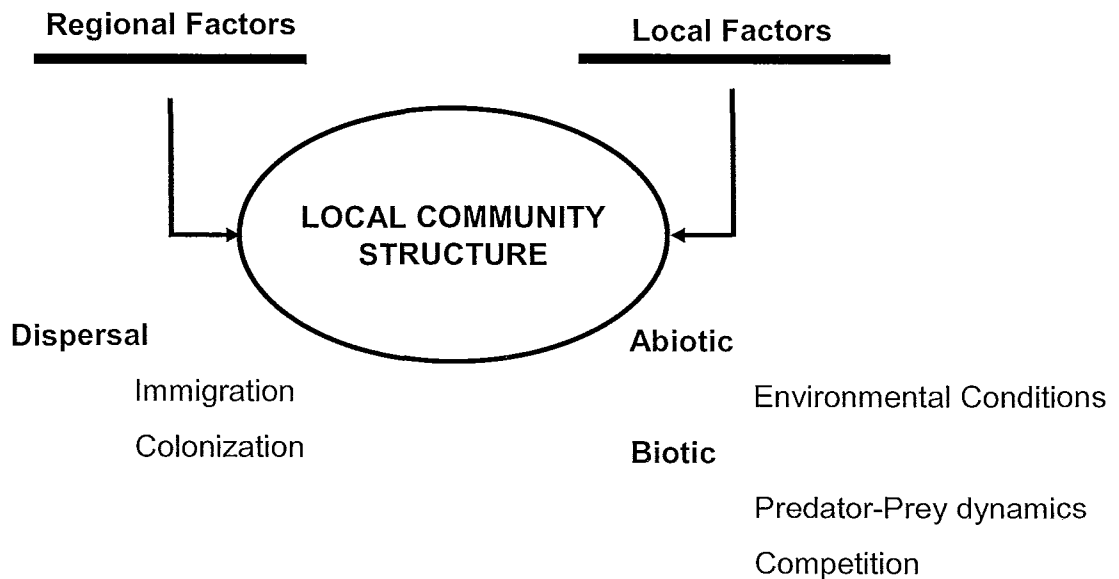 Regional Factors
Local Factors
LOCAL COMMUNITY
STRUCTURE
Dispersal
Immigration
Colonization
Abiotic
Environmental Conditions
Biotic
Predator-Prey dynamics
Competition